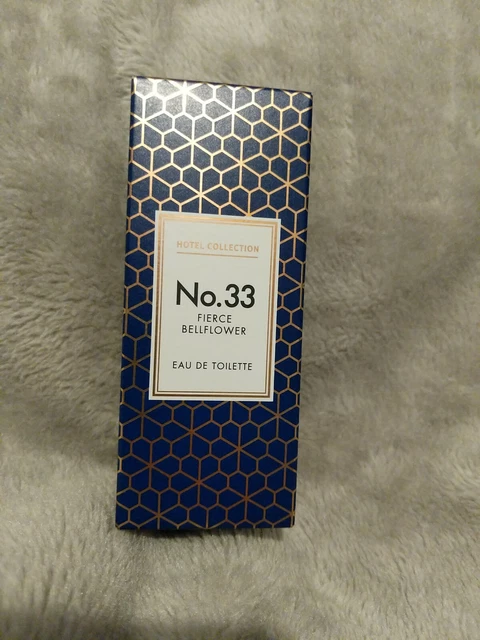 HOTEL COLLECTION
No.33
FIERCE
BELLFLOWER
EAU DE TOILETTE